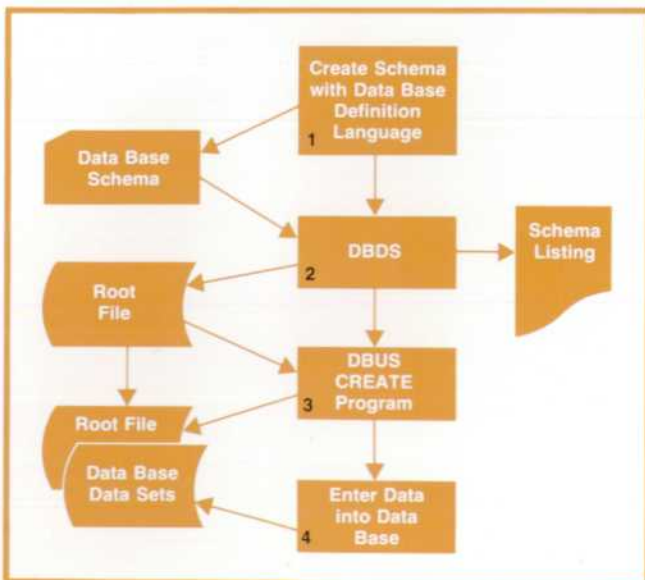 Create Schema
with Data Base
Definition
Language
1
Data Base
Schema
DBDS
2
Schema
Listing
Root
File
DBUS
CREATE
Program
3
Root File
Data Base
Data Sets
Enter Data
into Data
Base
4